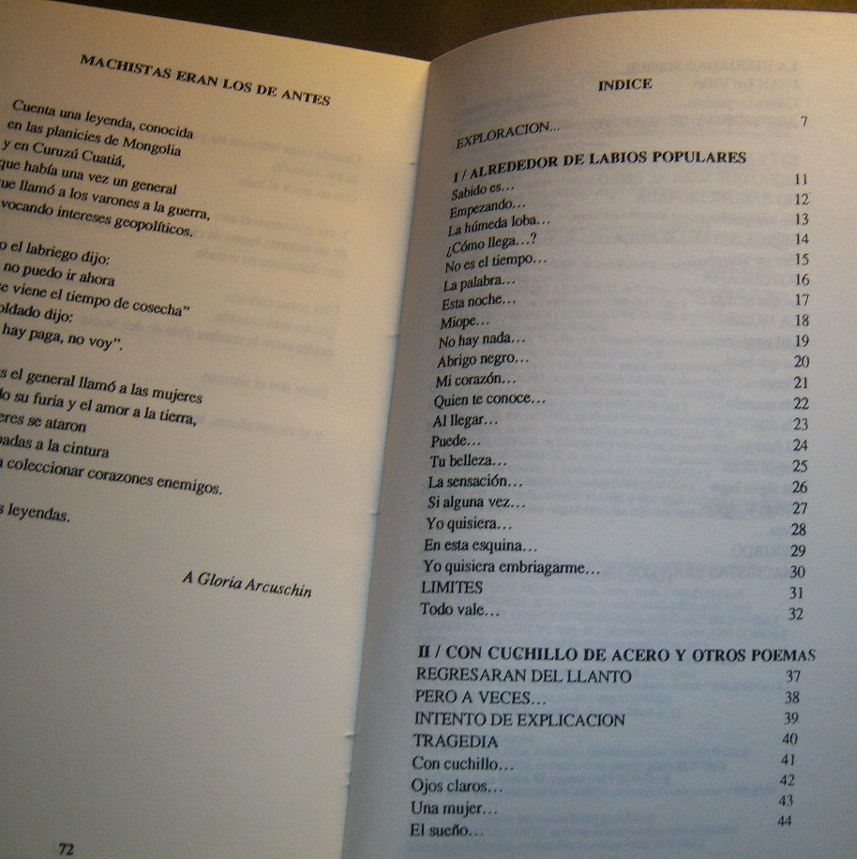 MACHISTAS ERAN LOS DE ANTES
Cuenta una leyenda, conocida
en las planicies de Mongolia
y en Curuzú Cuatiá,
que había una vez un general
ue llamó a los varones a la guerra,
vocando intereses geopolíticos.
o el labriego dijo:
no puedo ir ahora
e viene el tiempo de cosecha"
oldado dijo:
hay paga, no voy".
s el general llamó a las mujeres
do su furia y el amor a la tierra,
eres se ataron
adas a la cintura
a coleccionar corazones enemigos.
s leyendas.
A Gloria Arcuschin
72
INDICE
EXPLORACION... 7
I / ALREDEDOR DE LABIOS POPULARES
Sabido es... 11
Empezando... 12
La húmeda loba... 13
¿Cómo llega...? 14
No es el tiempo... 15
La palabra... 16
Esta noche... 17
Miope... 18
No hay nada... 19
Abrigo negro... 20
Mi corazón... 21
Quien te conoce... 22
Al llegar... 23
Puede... 24
Tu belleza... 25
La sensación... 26
Si alguna vez... 27
Yo quisiera... 28
En esta esquina... 29
Yo quisiera embriagarme... 30
LIMITES 31
Todo vale... 32
II / CON CUCHILLO DE ACERO Y OTROS POEMAS
REGRESARAN DEL LLANTO 37
PERO A VECES... 38
INTENTO DE EXPLICACION 39
TRAGEDIA 40
Con cuchillo... 41
Ojos claros... 42
Una mujer... 43
El sueño... 44